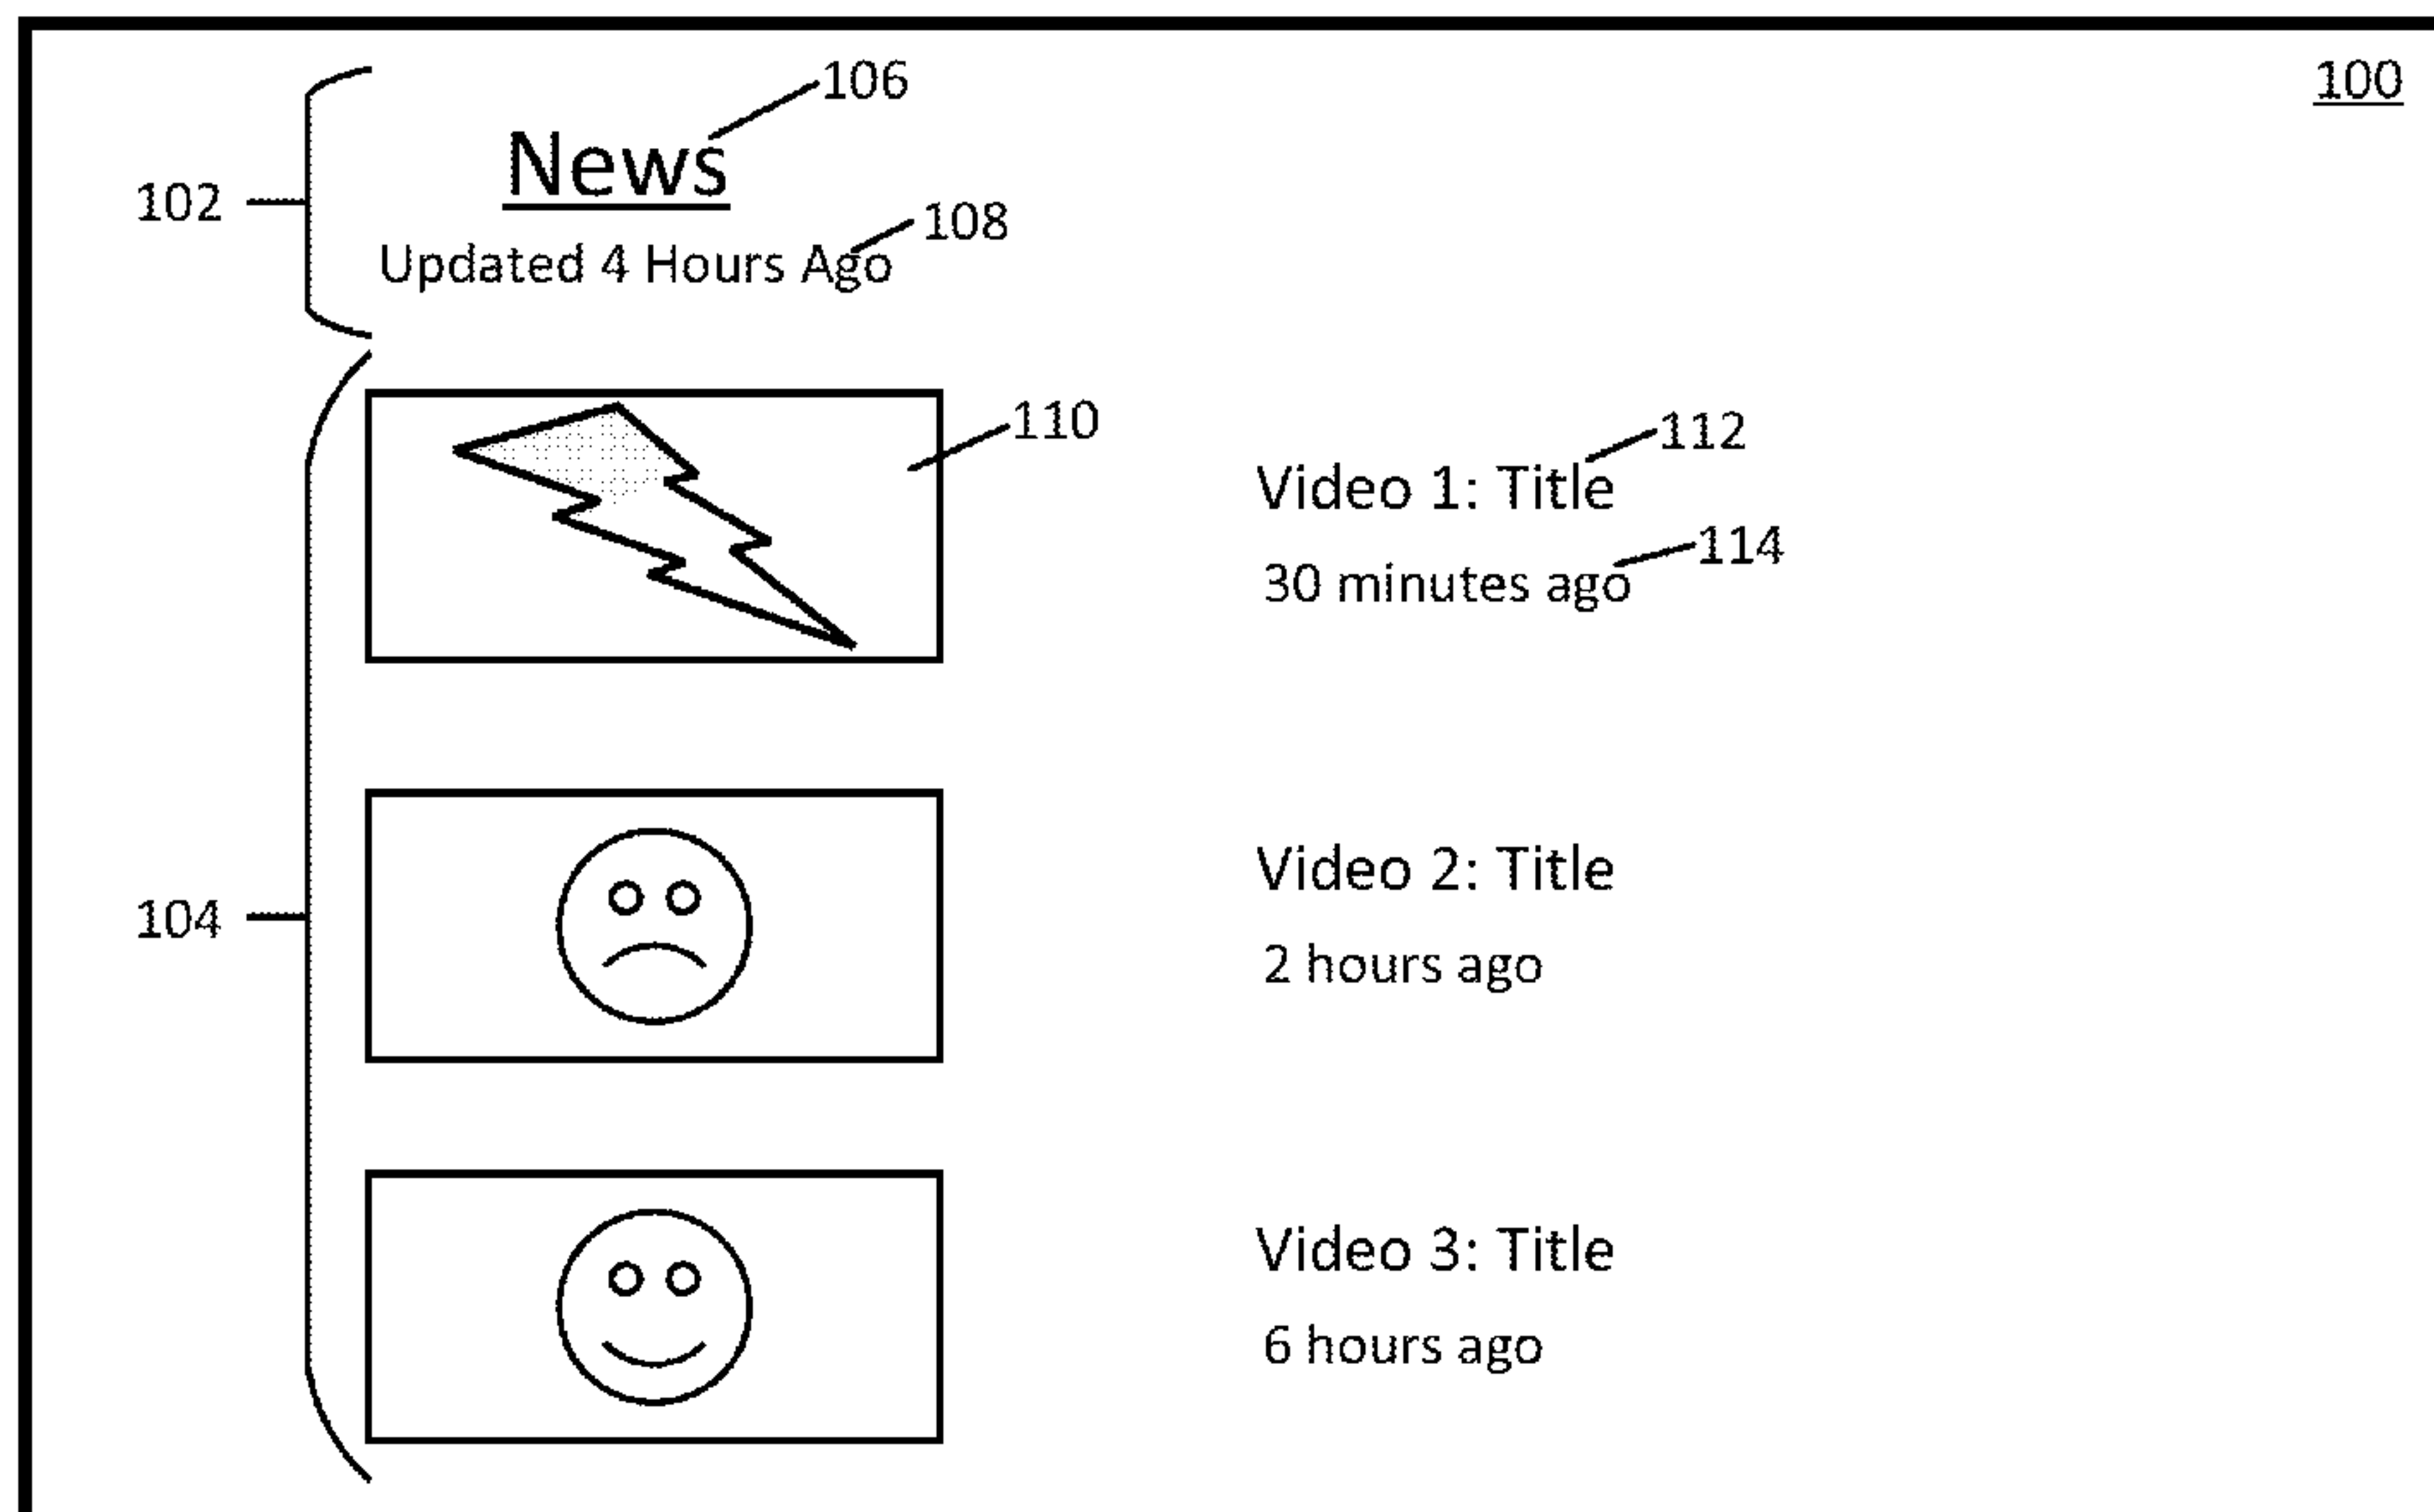 100
106
News
102
108
Updated 4 Hours Ago
110
112
Video 1: Title
114
30 minutes ago
104
Video 2: Title
2 hours ago
Video 3: Title
6 hours ago